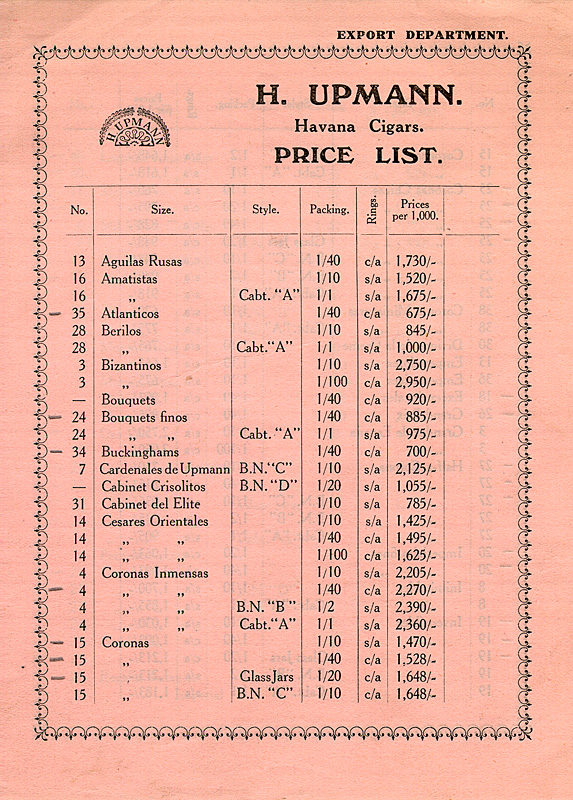 EXPORT DEPARTMENT.
H. UPMANN.
H UPMANN
Havana Cigars.
PRICE LIST.
No. Size. Style. Packing. Rings. Prices per 1,000.
13 Aguilas Rusas 1/40 c/a 1,730/-
16 Amatistas 1/10 s/a 1,520/-
16 „ Cabt. "A" 1/1 s/a 1,675/-
35 Atlanticos 1/40 c/a 675/-
28 Berilos 1/10 s/a 845/-
28 „ Cabt. "A" 1/1 s/a 1,000/-
3 Bizantinos 1/10 s/a 2,750/-
3 „ 1/100 c/a 2,950/-
— Bouquets 1/40 c/a 920/-
24 Bouquets finos 1/40 c/a 885/-
24 „ „ Cabt. "A" 1/1 s/a 975/-
34 Buckinghams 1/40 c/a 700/-
7 Cardenales de Upmann B.N. "C" 1/10 s/a 2,125/-
— Cabinet Crisolitos B.N. "D" 1/20 s/a 1,055/-
31 Cabinet del Elite 1/10 s/a 785/-
14 Cesares Orientales 1/10 s/a 1,425/-
14 „ „ 1/40 c/a 1,495/-
14 „ „ 1/100 c/a 1,625/-
4 Coronas Inmensas 1/10 s/a 2,205/-
4 „ „ 1/40 c/a 2,270/-
4 „ „ B.N. "B" 1/2 s/a 2,390/-
4 „ „ Cabt. "A" 1/1 s/a 2,360/-
15 Coronas 1/10 s/a 1,470/-
15 „ 1/40 c/a 1,528/-
15 „ Glass Jars 1/20 c/a 1,648/-
15 „ B.N. "C" 1/10 c/a 1,648/-